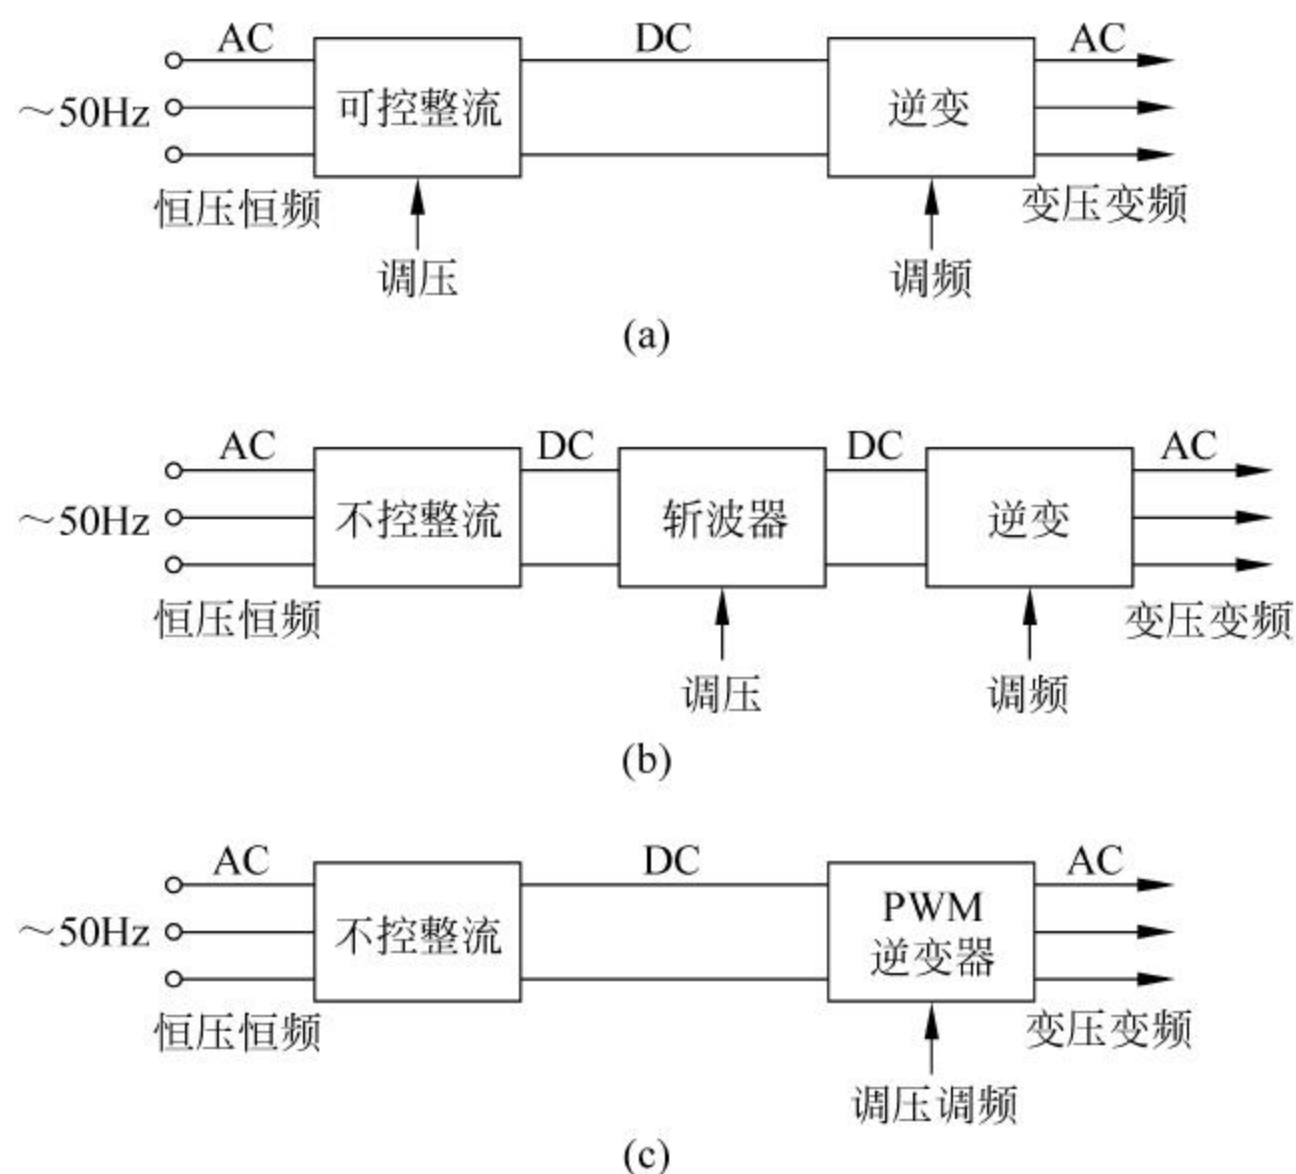 AC DC AC
~50Hz 可控整流 逆变
恒压恒频 变压变频
调压 调频
(a)
AC DC DC AC
~50Hz 不控整流 斩波器 逆变
恒压恒频 变压变频
调压 调频
(b)
AC DC AC
~50Hz 不控整流 PWM
逆变器
恒压恒频 变压变频
调压调频
(c)